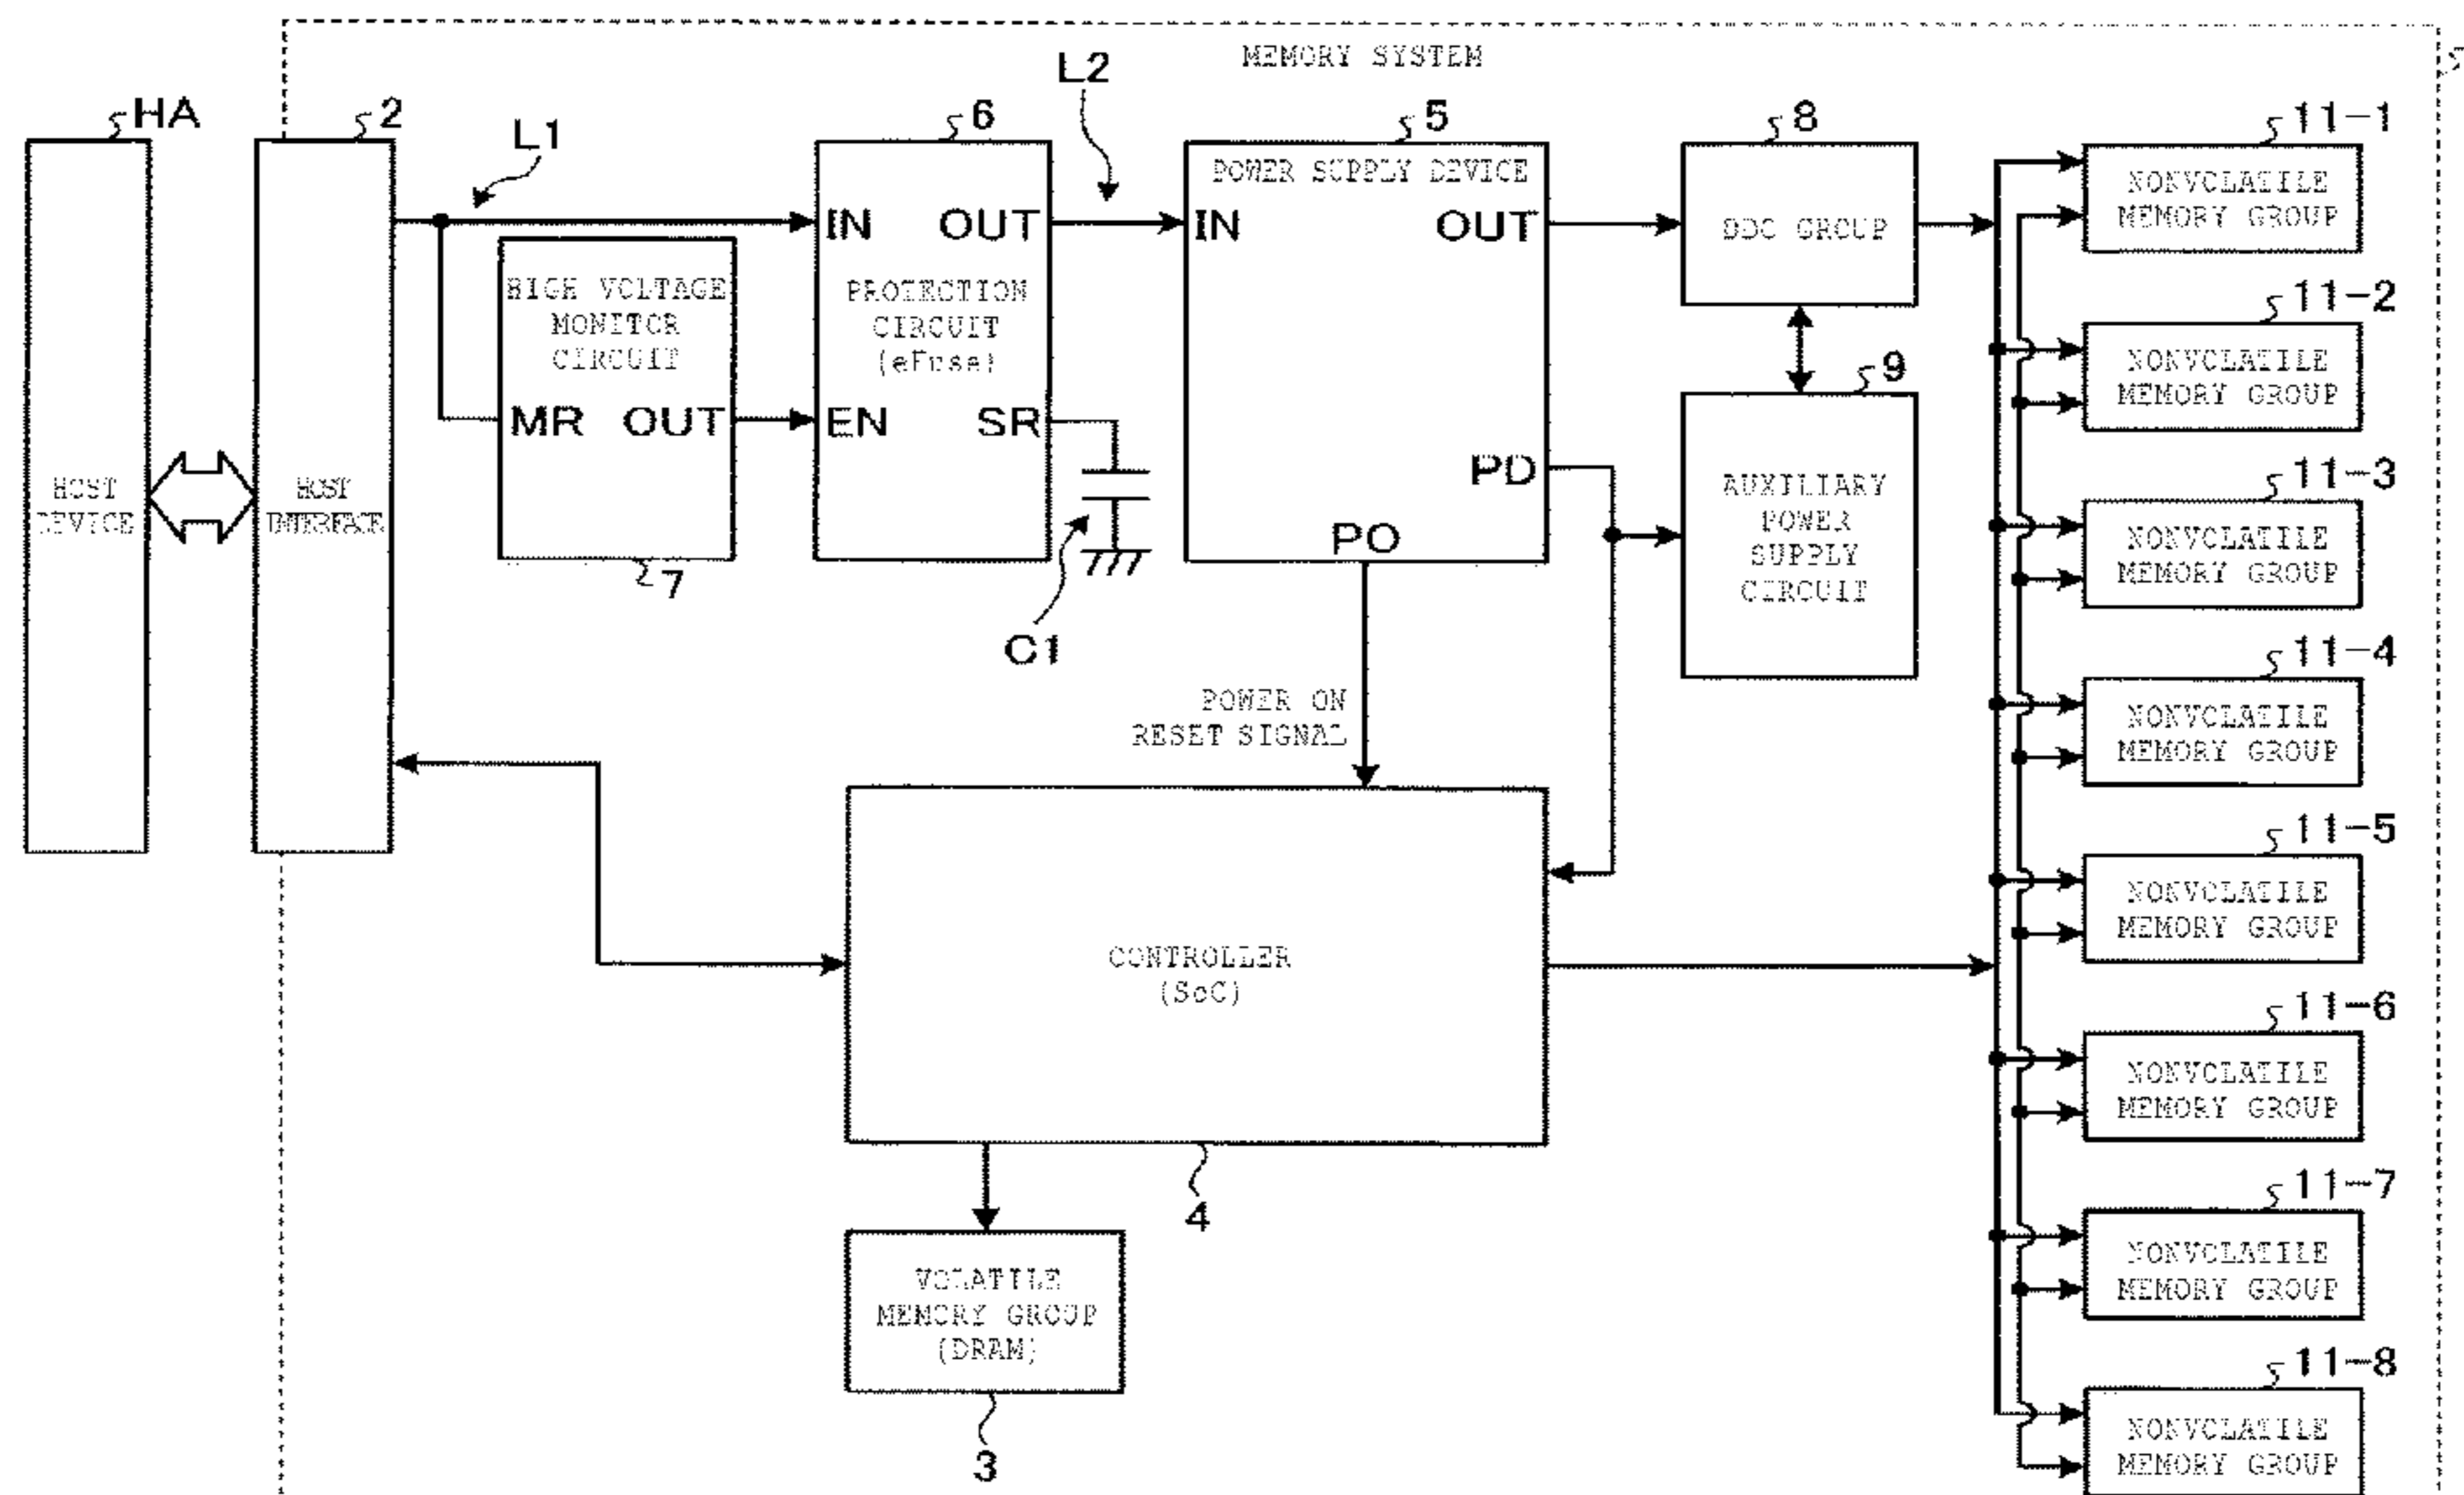 MEMORY SYSTEM
HA
HOST
DEVICE
2
HOST
INTERFACE
L1
HIGH VOLTAGE
MONITOR
CIRCUIT
MR OUT
7
6
IN OUT
PROTECTION
CIRCUIT
(eFuse)
EN SR
C1
L2
5
POWER SUPPLY DEVICE
IN OUT
PD
PO
8
DDC GROUP
9
AUXILIARY
POWER
SUPPLY
CIRCUIT
POWER ON
RESET SIGNAL
CONTROLLER
(SoC)
4
VOLATILE
MEMORY GROUP
(DRAM)
3
11-1
NONVOLATILE
MEMORY GROUP
11-2
NONVOLATILE
MEMORY GROUP
11-3
NONVOLATILE
MEMORY GROUP
11-4
NONVOLATILE
MEMORY GROUP
11-5
NONVOLATILE
MEMORY GROUP
11-6
NONVOLATILE
MEMORY GROUP
11-7
NONVOLATILE
MEMORY GROUP
11-8
NONVOLATILE
MEMORY GROUP